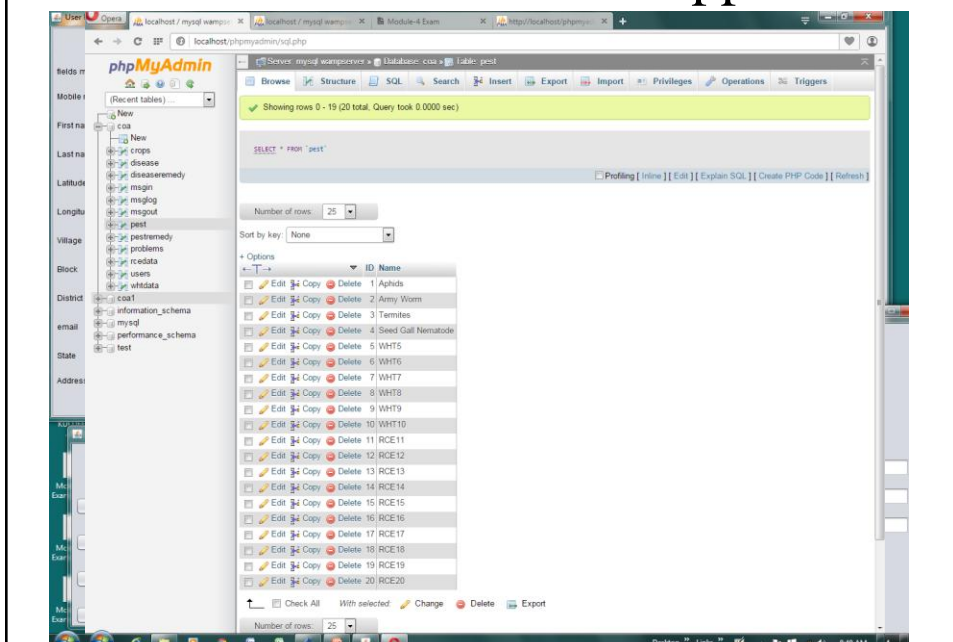 User
Opera
localhost / mysql wampse
localhost / mysql wampse
Module-4 Exam
http://localhost/phpmya
localhost/phpmyadmin/sql.php
phpMyAdmin
(Recent tables) ...
New
coa
New
crops
disease
diseaseremedy
msgin
msglog
msgout
pest
pestremedy
problems
rcedata
users
whtdata
coa1
information_schema
mysql
performance_schema
test
fields m
Mobile
First na
Last na
Latitude
Longitu
Village
Block
District
email
State
Address
Server: mysql wampserver » Database: coa » Table: pest
Browse Structure SQL Search Insert Export Import Privileges Operations Triggers
Showing rows 0 - 19 (20 total, Query took 0.0000 sec)
SELECT * FROM `pest`
Profiling [ Inline ] [ Edit ] [ Explain SQL ] [ Create PHP Code ] [ Refresh ]
Number of rows: 25
Sort by key: None
+ Options
←T→ ID Name
Edit Copy Delete 1 Aphids
Edit Copy Delete 2 Army Worm
Edit Copy Delete 3 Termites
Edit Copy Delete 4 Seed Gall Nematode
Edit Copy Delete 5 WHT5
Edit Copy Delete 6 WHT6
Edit Copy Delete 7 WHT7
Edit Copy Delete 8 WHT8
Edit Copy Delete 9 WHT9
Edit Copy Delete 10 WHT10
Edit Copy Delete 11 RCE11
Edit Copy Delete 12 RCE12
Edit Copy Delete 13 RCE13
Edit Copy Delete 14 RCE14
Edit Copy Delete 15 RCE15
Edit Copy Delete 16 RCE16
Edit Copy Delete 17 RCE17
Edit Copy Delete 18 RCE18
Edit Copy Delete 19 RCE19
Edit Copy Delete 20 RCE20
Check All With selected: Change Delete Export
Number of rows: 25